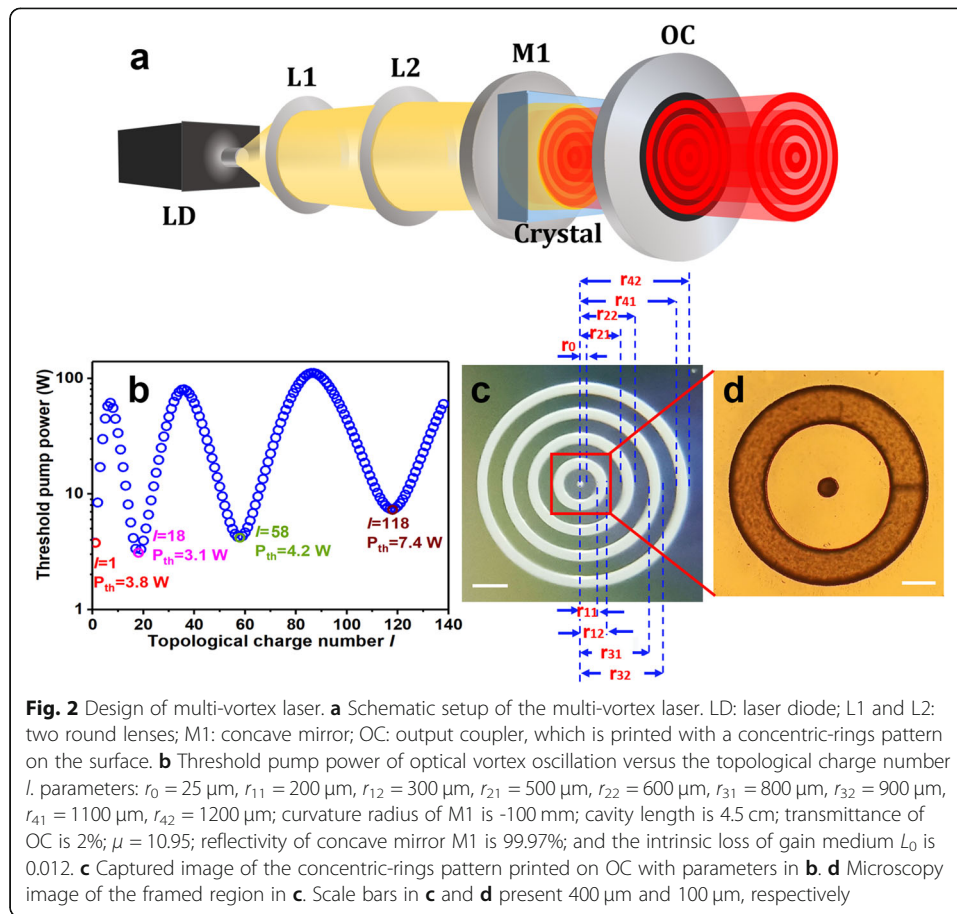 a
L1
L2
M1
OC
LD
Crystal
b
Threshold pump power (W)
100
10
1
0 20 40 60 80 100 120 140
Topological charge number l
l=1
Pth=3.8 W
l=18
Pth=3.1 W
l=58
Pth=4.2 W
l=118
Pth=7.4 W
r42
r41
r22
r21
r0
c
d
r11
r12
r31
r32
Fig. 2 Design of multi-vortex laser. a Schematic setup of the multi-vortex laser. LD: laser diode; L1 and L2:
two round lenses; M1: concave mirror; OC: output coupler, which is printed with a concentric-rings pattern
on the surface. b Threshold pump power of optical vortex oscillation versus the topological charge number
l. parameters: r0 = 25 μm, r11 = 200 μm, r12 = 300 μm, r21 = 500 μm, r22 = 600 μm, r31 = 800 μm, r32 = 900 μm,
r41 = 1100 μm, r42 = 1200 μm; curvature radius of M1 is -100 mm; cavity length is 4.5 cm; transmittance of
OC is 2%; μ = 10.95; reflectivity of concave mirror M1 is 99.97%; and the intrinsic loss of gain medium L0 is
0.012. c Captured image of the concentric-rings pattern printed on OC with parameters in b. d Microscopy
image of the framed region in c. Scale bars in c and d present 400 μm and 100 μm, respectively